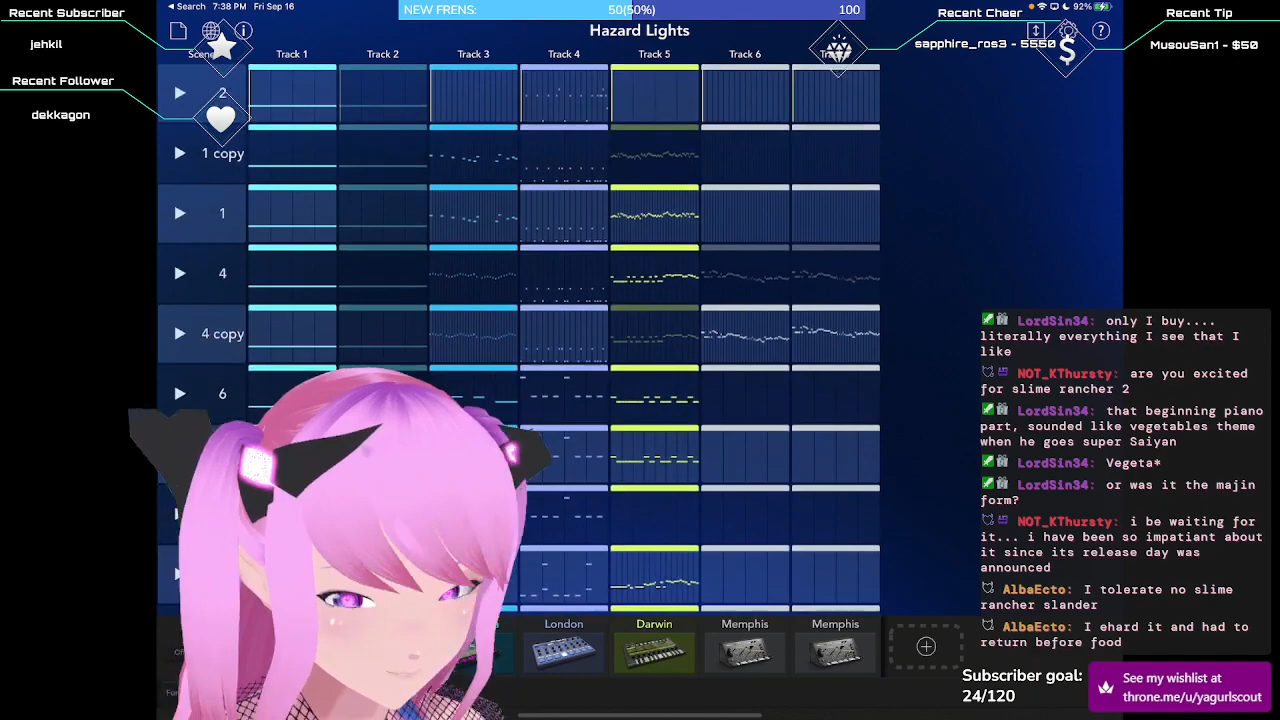 Search 7:38 PM Fri Sep 16
NEW FRENS: 50(50%) 100
92%
Recent Subscriber
jehkil
Recent Follower
dekkagon
Recent Cheer
sapphire_ros3 - 5550
Recent Tip
MusouSan1 - $50
Hazard Lights
Track 1 Track 2 Track 3 Track 4 Track 5 Track 6
2
1 copy
1
4
4 copy
6
London Darwin Memphis Memphis
LordSin34: only I buy....
literally everything I see that I
like
NOT_KThursty: are you excited
for slime rancher 2
LordSin34: that beginning piano
part, sounded like vegetables theme
when he goes super Saiyan
LordSin34: Vegeta*
LordSin34: or was it the majin
form?
NOT_KThursty: i be waiting for
it... i have been so impatiant about
it since its release day was
announced
AlbaEcto: I tolerate no slime
rancher slander
AlbaEcto: I ehard it and had to
return before food
Subscriber goal:
24/120
See my wishlist at
throne.me/u/yagurlscout